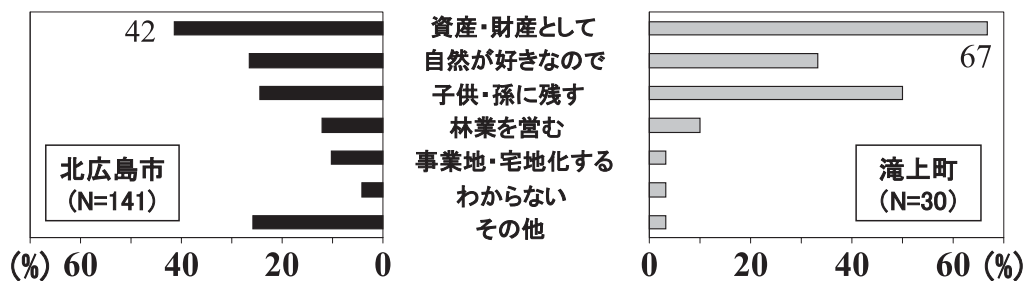 42
資産・財産として
自然が好きなので
子供・孫に残す
林業を営む
事業地・宅地化する
わからない
その他
67
北広島市
(N=141)
滝上町
(N=30)
(%) 60 40 20 0
0 20 40 60 (%)